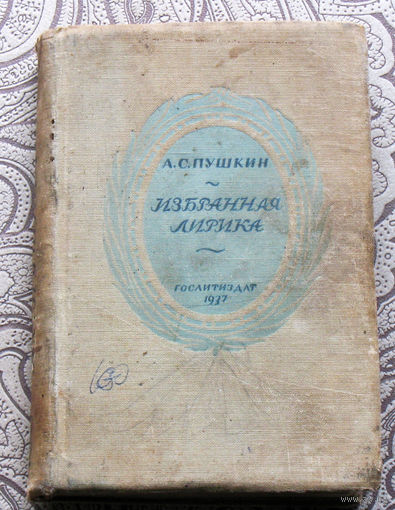 А.С.ПУШКИН
~
ИЗБРАННАЯ
ЛИРИКА
~
ГОСЛИТИЗДАТ
1937